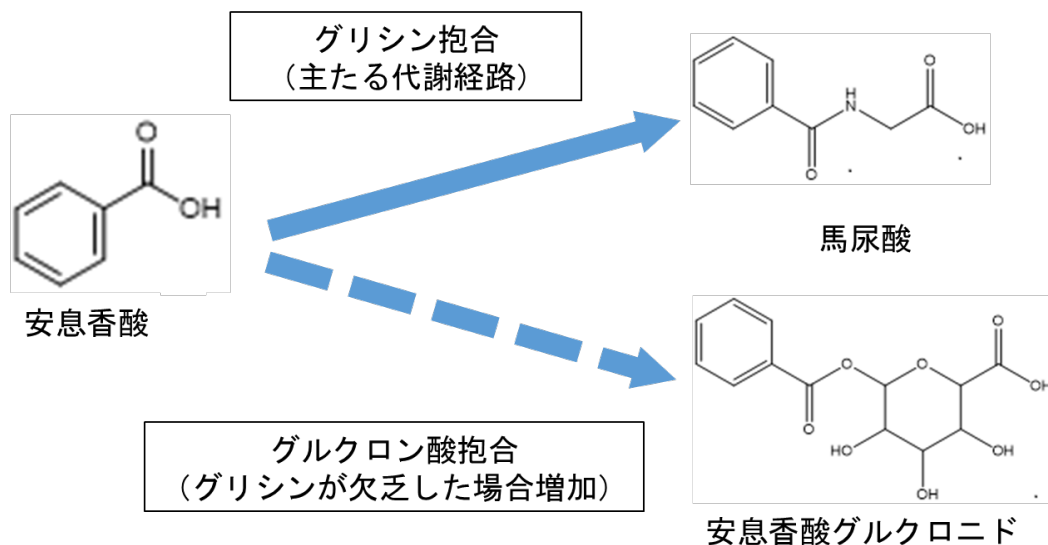 グリシン抱合
（主たる代謝経路）
O
OH
安息香酸
O
H
N
OH
O
馬尿酸
グルクロン酸抱合
（グリシンが欠乏した場合増加）
O
O
O
OH
O
HO
OH
OH
安息香酸グルクロニド